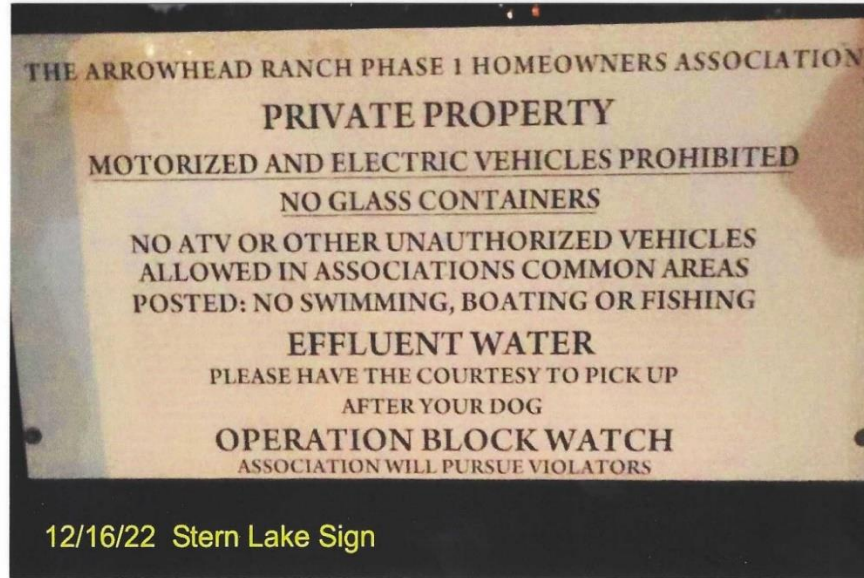 THE ARROWHEAD RANCH PHASE 1 HOMEOWNERS ASSOCIATION
PRIVATE PROPERTY
MOTORIZED AND ELECTRIC VEHICLES PROHIBITED
NO GLASS CONTAINERS
NO ATV OR OTHER UNAUTHORIZED VEHICLES
ALLOWED IN ASSOCIATIONS COMMON AREAS
POSTED: NO SWIMMING, BOATING OR FISHING
EFFLUENT WATER
PLEASE HAVE THE COURTESY TO PICK UP
AFTER YOUR DOG
OPERATION BLOCK WATCH
ASSOCIATION WILL PURSUE VIOLATORS
12/16/22 Stern Lake Sign